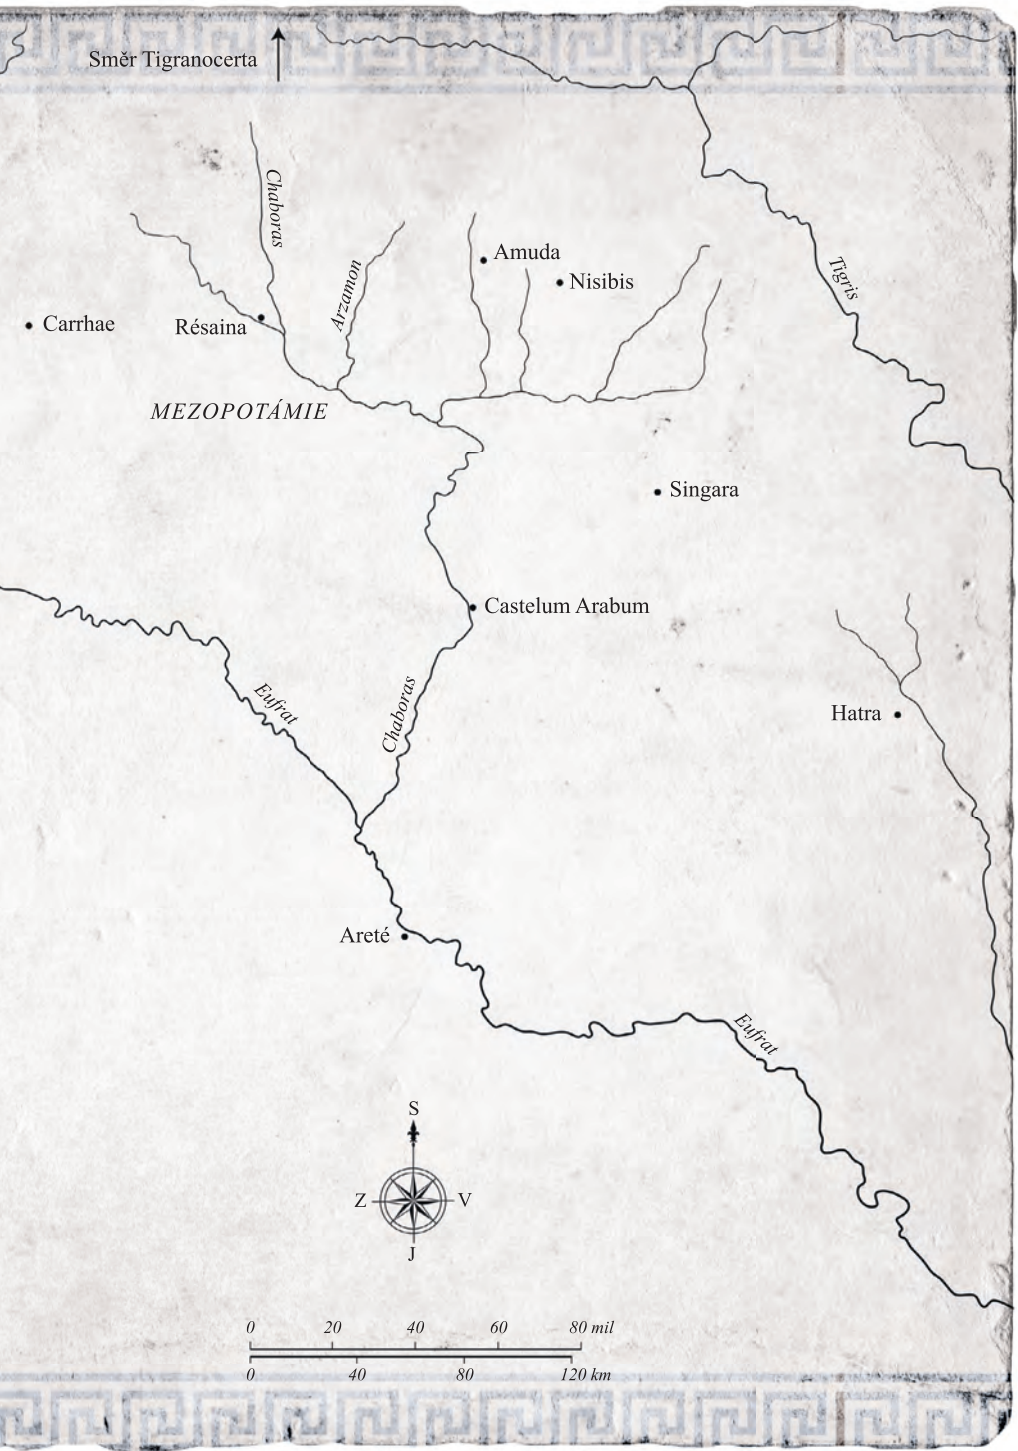 Směr Tigranocerta
Chaboras
Arzamon
Amuda
Nisibis
Tigris
Carrhae
Résaina
MEZOPOTÁMIE
Singara
Castelum Arabum
Eufrat
Chaboras
Hatra
Areté
Eufrat
S
Z
V
J
0 20 40 60 80 mil
0 40 80 120 km